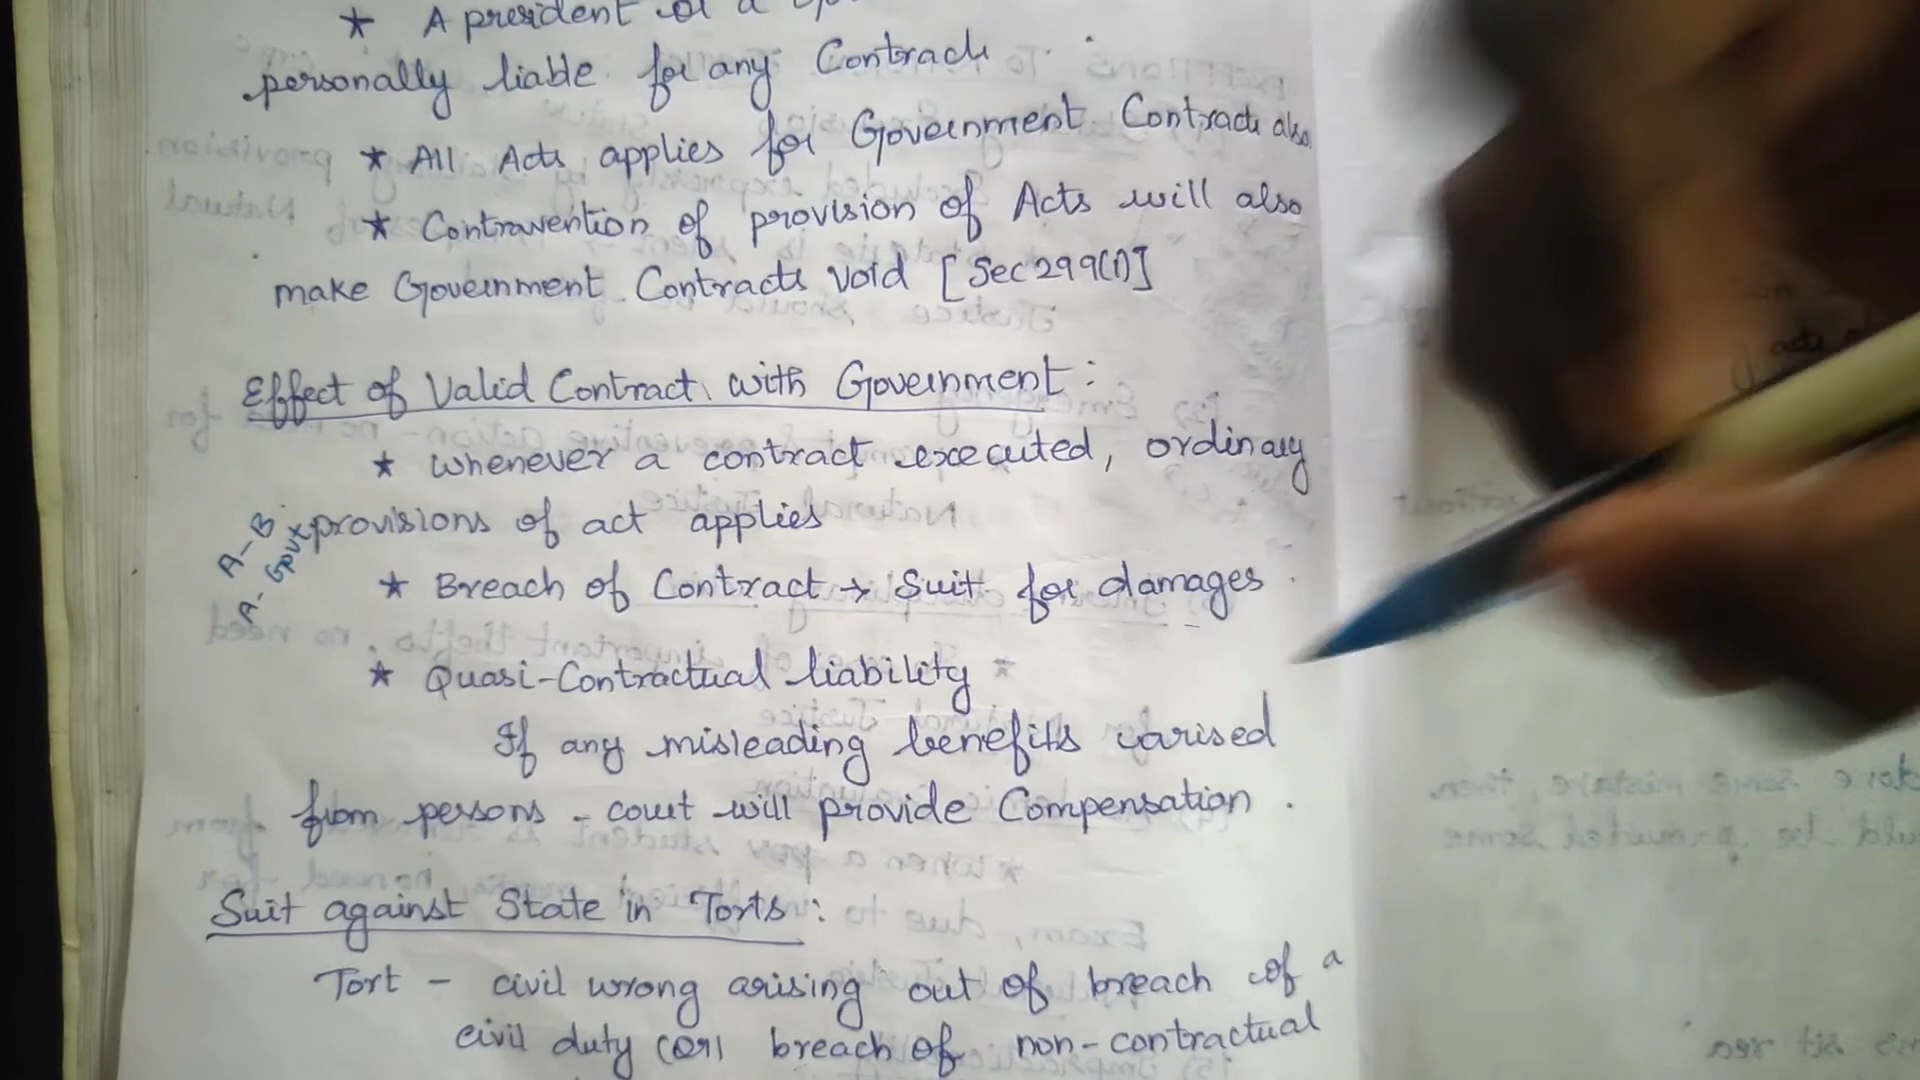 * A president or a
personally liable for any Contract
* All Acts applies for Government Contracts also
* Contravention of provision of Acts will also
make Government Contracts void [Sec 299(1)]
Effect of Valid Contract with Government :
* Whenever a contract executed, ordinary
provisions of act applies
A-B
A-Govt
* Breach of Contract → Suit for damages
* Quasi-Contractual liability
If any misleading benefits arised
from persons - court will provide Compensation.
Suit against State in Torts :
Tort - civil wrong arising out of breach of a
civil duty (or) breach of non-contractual